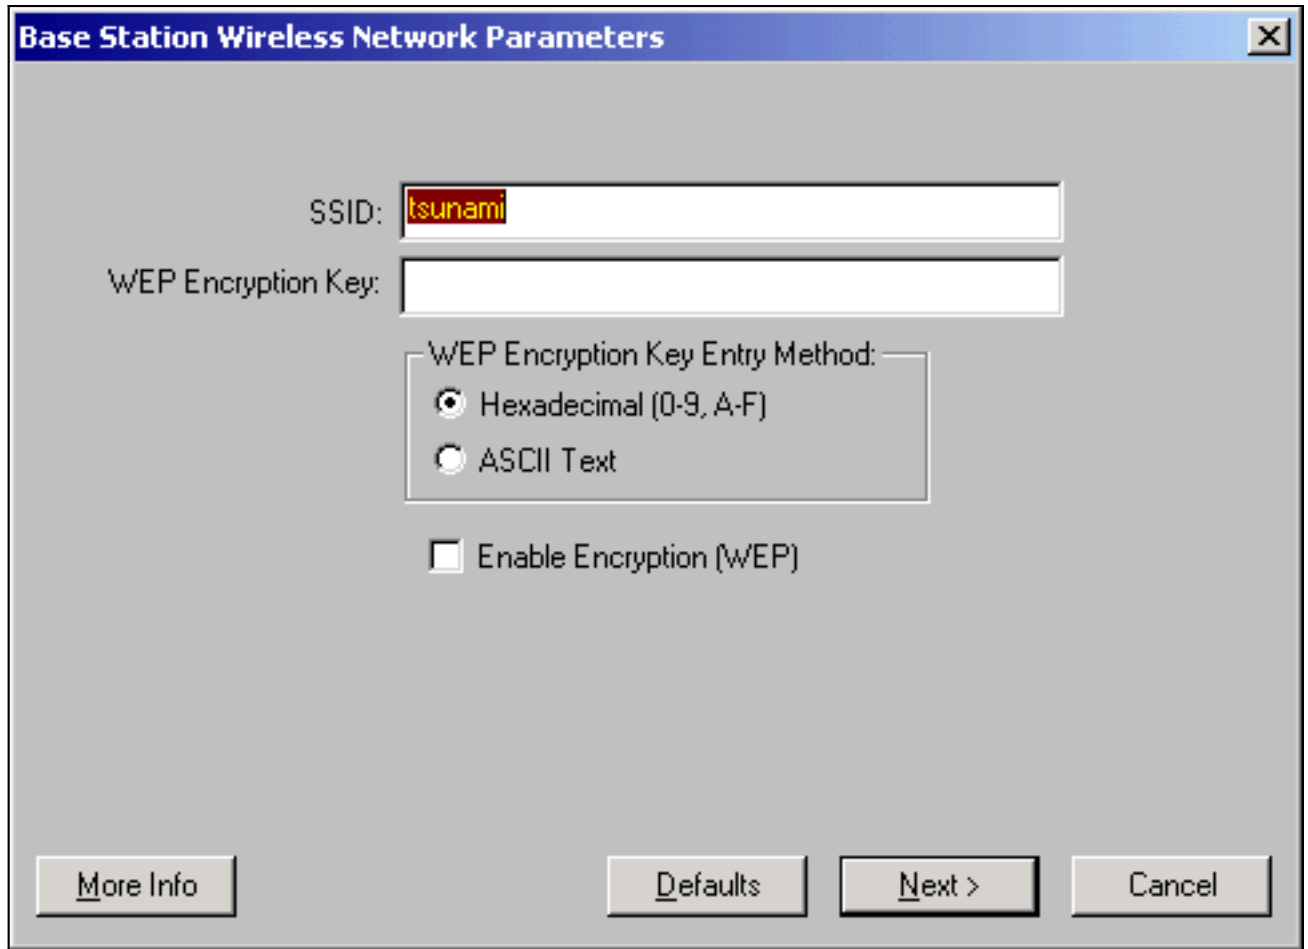 Base Station Wireless Network Parameters
SSID: tsunami
WEP Encryption Key:
WEP Encryption Key Entry Method:
Hexadecimal (0-9, A-F)
ASCII Text
Enable Encryption (WEP)
More Info Defaults Next > Cancel